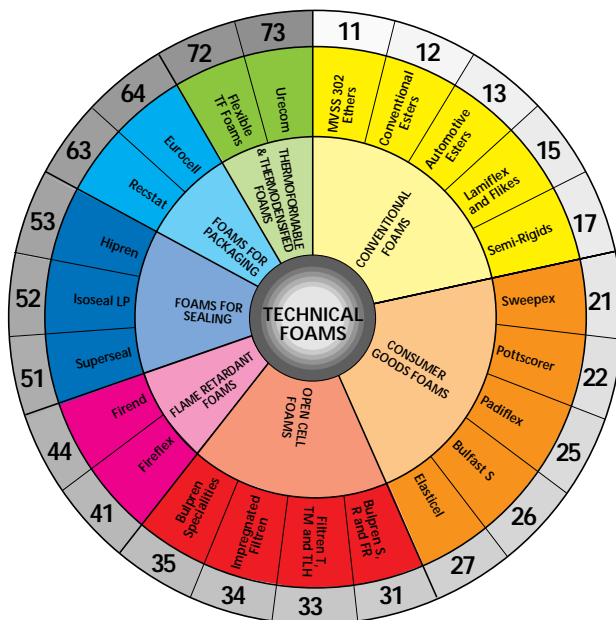 TECHNICAL
FOAMS
CONVENTIONAL
FOAMS
11
MVSS 302
Ethers
12
Conventional
Esters
13
Automotive
Esters
15
Lamiflex
and Flikes
17
Semi-Rigids
CONSUMER
GOODS FOAMS
21
Sweepex
22
Pottscorer
25
Padiflex
26
Bulfast S
27
Elasticel
OPEN CELL
FOAMS
31
Bulpren S,
R and FR
33
Filtren T,
TM and TLH
34
Impregnated
Filtren
35
Bulpren
Specialities
FLAME RETARDANT
FOAMS
41
Fireflex
44
Firend
FOAMS FOR
SEALING
51
Superseal
52
Isoseal LP
53
Hipren
FOAMS FOR
PACKAGING
63
Recstat
64
Eurocell
THERMOFORMABLE
& THERMODENSIFIED
FOAMS
72
Flexible
TF Foams
73
Urecom